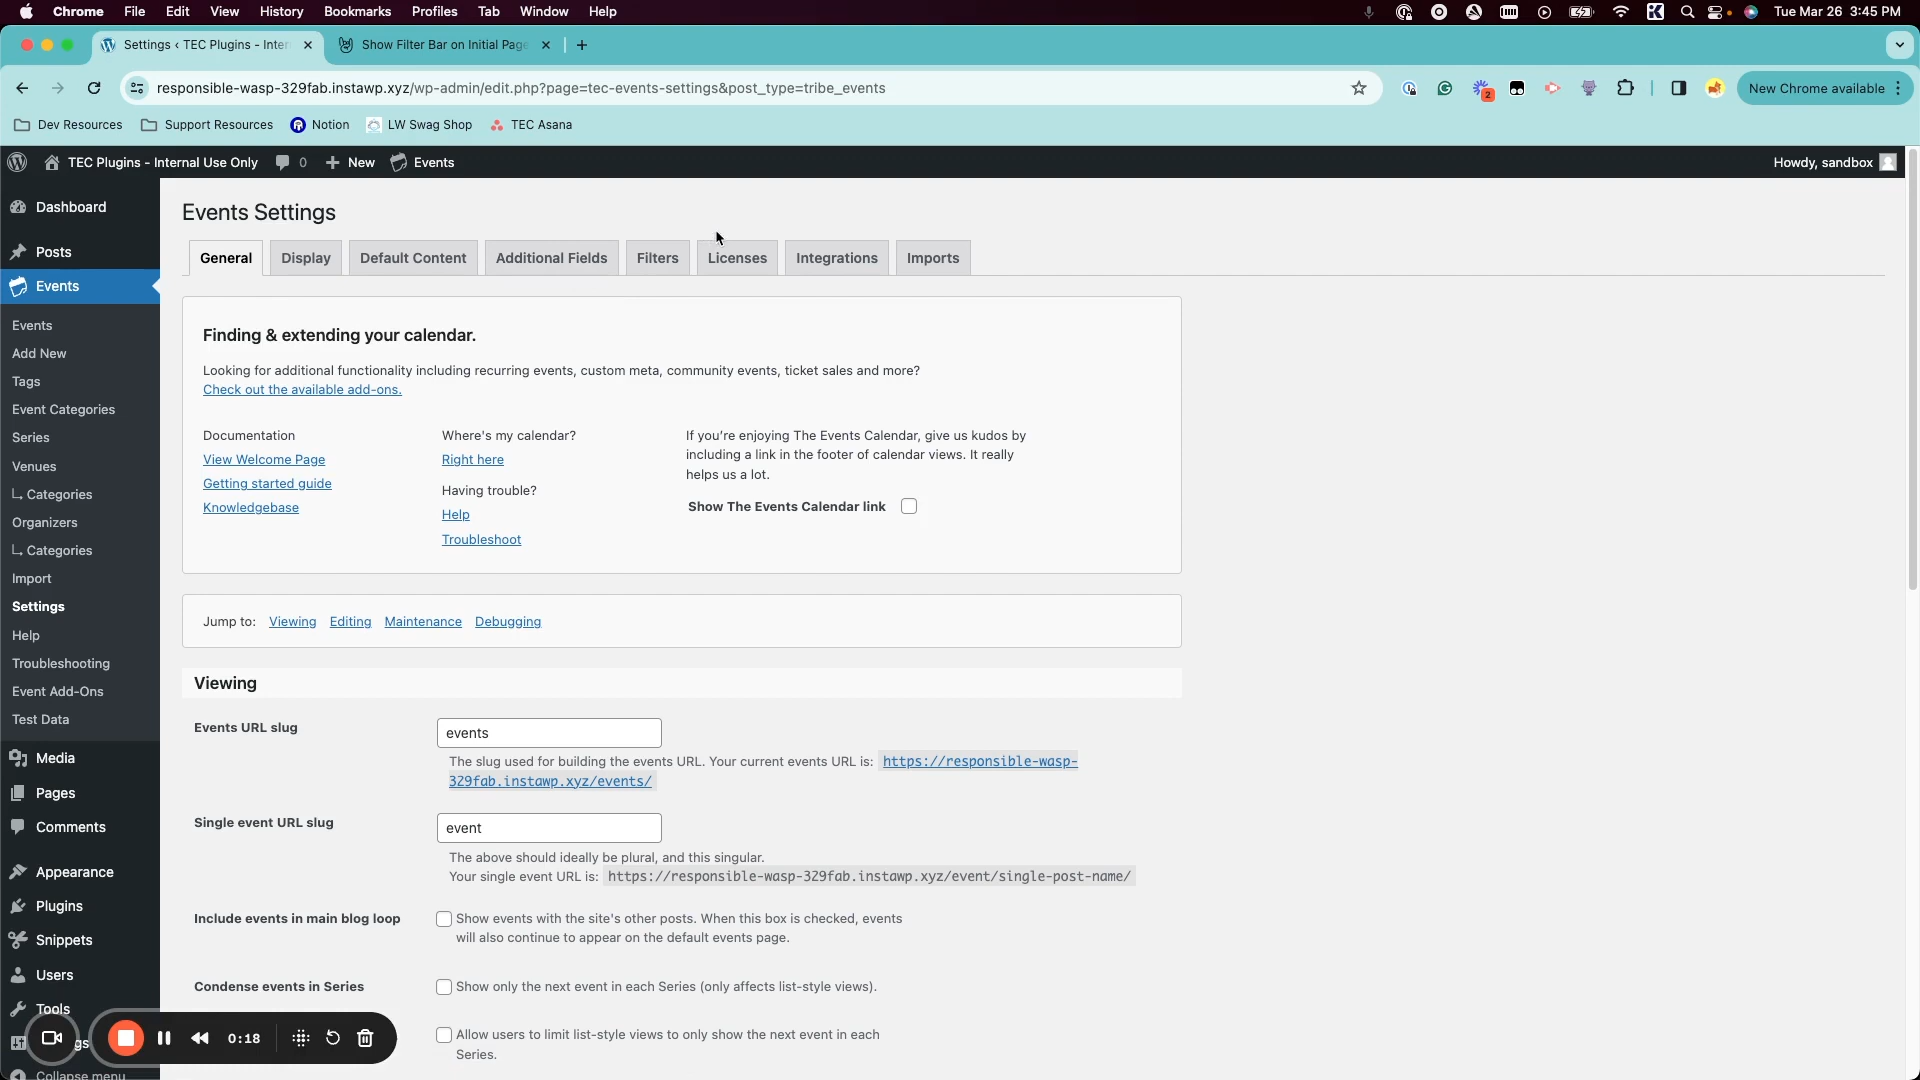 Chrome File Edit View History Bookmarks Profiles Tab Window Help Tue Mar 26 3:45 PM
Settings ‹ TEC Plugins - Inter Show Filter Bar on Initial Page
responsible-wasp-329fab.instawp.xyz/wp-admin/edit.php?page=tec-events-settings&post_type=tribe_events 2 New Chrome available
Dev Resources Support Resources Notion LW Swag Shop TEC Asana
TEC Plugins - Internal Use Only 0 New Events Howdy, sandbox
Dashboard
Posts
Events
Events
Add New
Tags
Event Categories
Series
Venues
Categories
Organizers
Categories
Import
Settings
Help
Troubleshooting
Event Add-Ons
Test Data
Media
Pages
Comments
Appearance
Plugins
Snippets
Users
Tools
gs
Collapse menu
0:18
Events Settings
General Display Default Content Additional Fields Filters Licenses Integrations Imports
Finding & extending your calendar.
Looking for additional functionality including recurring events, custom meta, community events, ticket sales and more?
Check out the available add-ons.
Documentation
View Welcome Page
Getting started guide
Knowledgebase
Where's my calendar?
Right here
Having trouble?
Help
Troubleshoot
If you're enjoying The Events Calendar, give us kudos by
including a link in the footer of calendar views. It really
helps us a lot.
Show The Events Calendar link
Jump to: Viewing Editing Maintenance Debugging
Viewing
Events URL slug
events
The slug used for building the events URL. Your current events URL is: https://responsible-wasp-
329fab.instawp.xyz/events/
Single event URL slug
event
The above should ideally be plural, and this singular.
Your single event URL is: https://responsible-wasp-329fab.instawp.xyz/event/single-post-name/
Include events in main blog loop
Show events with the site's other posts. When this box is checked, events
will also continue to appear on the default events page.
Condense events in Series
Show only the next event in each Series (only affects list-style views).
Allow users to limit list-style views to only show the next event in each
Series.